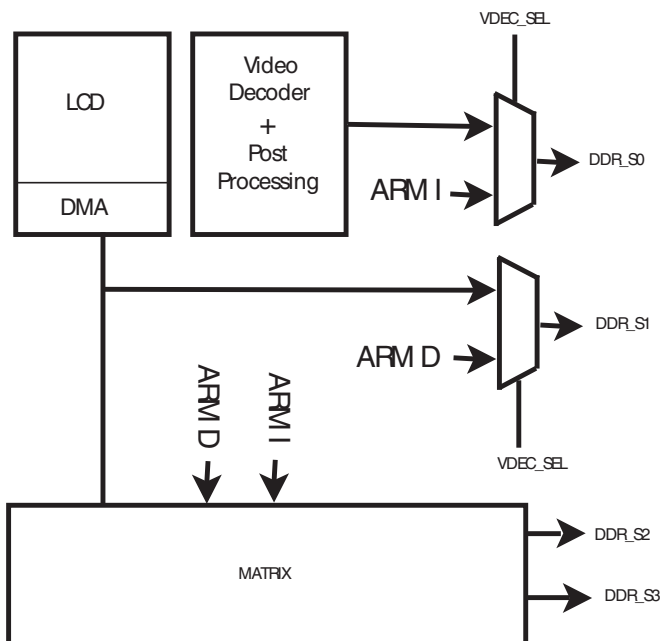 VDEC_SEL
LCD
DMA
Video
Decoder
+
Post
Processing
ARM I
DDR_S0
DDR_S1
ARM D
VDEC_SEL
ARM D
ARM I
MATRIX
DDR_S2
DDR_S3